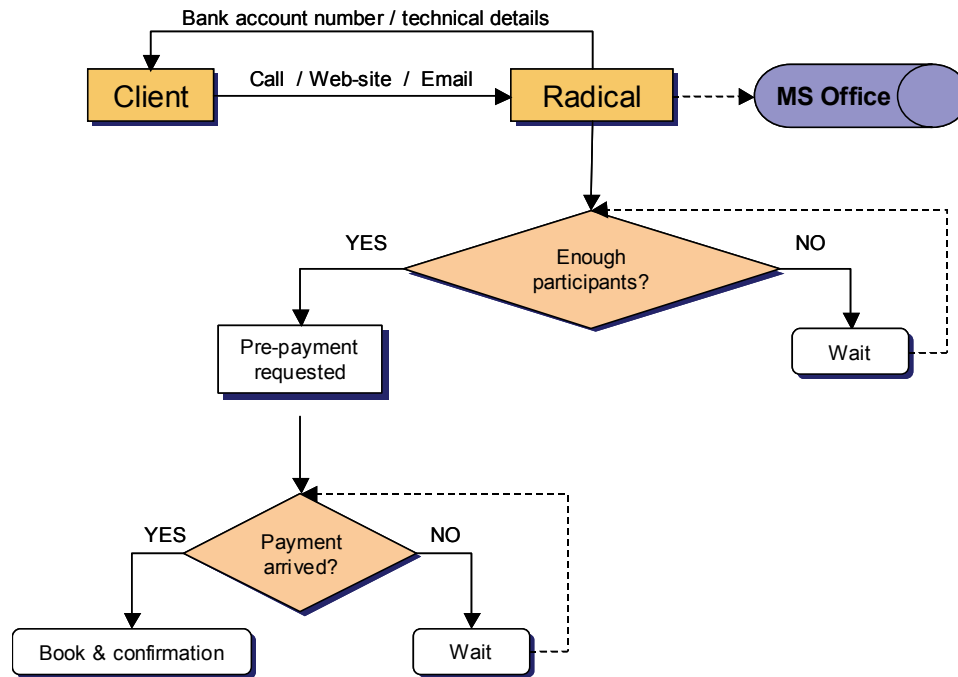 Bank account number / technical details
Client
Call / Web-site / Email
Radical
MS Office
YES
Enough
participants?
NO
Pre-payment
requested
Wait
YES
Payment
arrived?
NO
Book & confirmation
Wait